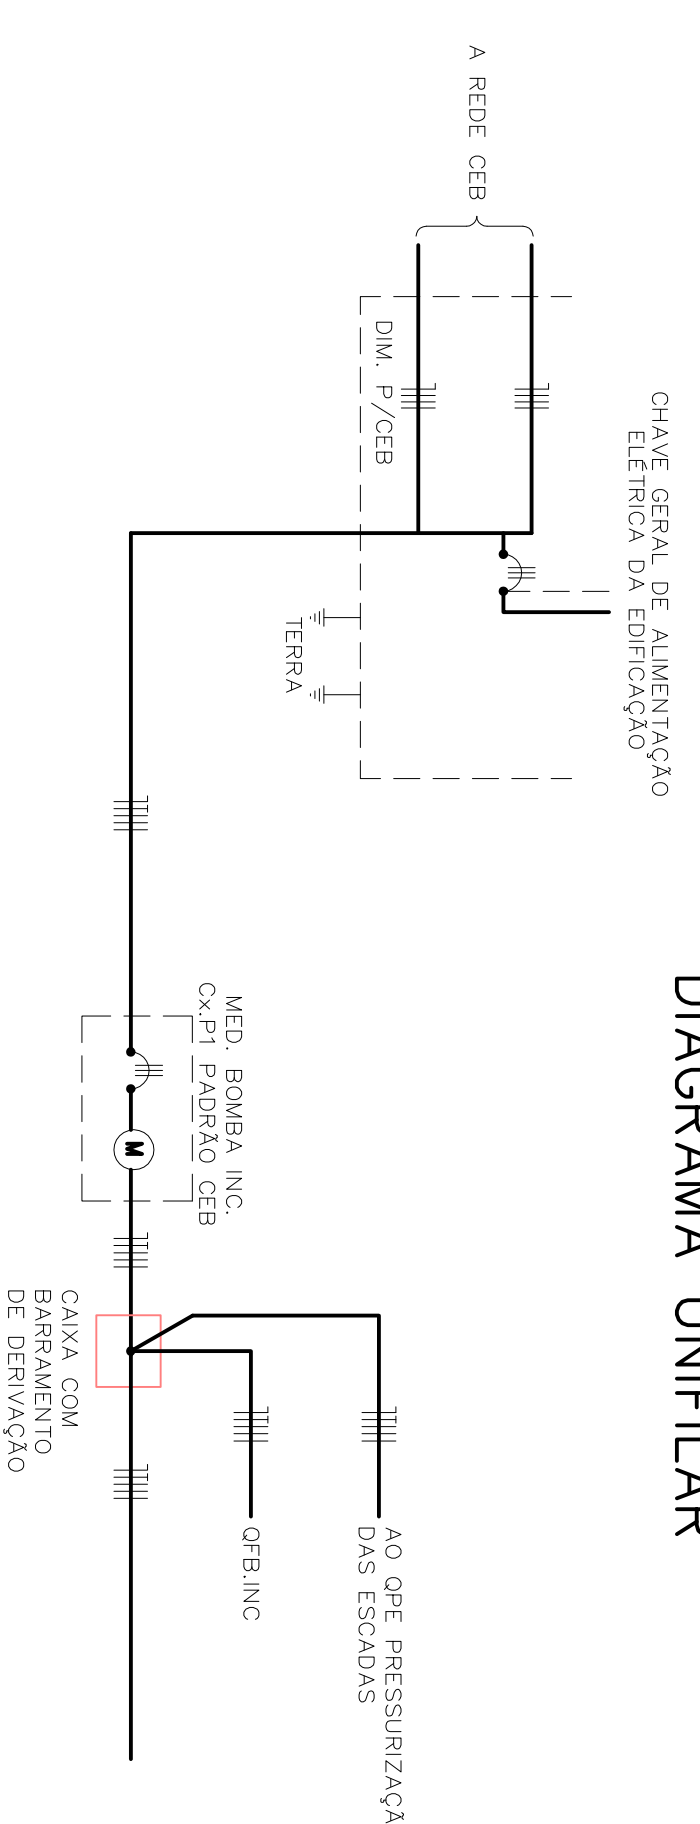 DIAGRAMA UNIFILAR
CHAVE GERAL DE ALIMENTAÇÃO
ELÉTRICA DA EDIFICAÇÃO
A REDE CEB
DIM. P/CEB
TERRA
MED. BOMBA INC.
Cx.P1 PADRÃO CEB
M
AO QPE PRESSURIZAÇÃ
DAS ESCADAS
QFB.INC
CAIXA COM
BARRAMENTO
DE DERIVAÇÃO